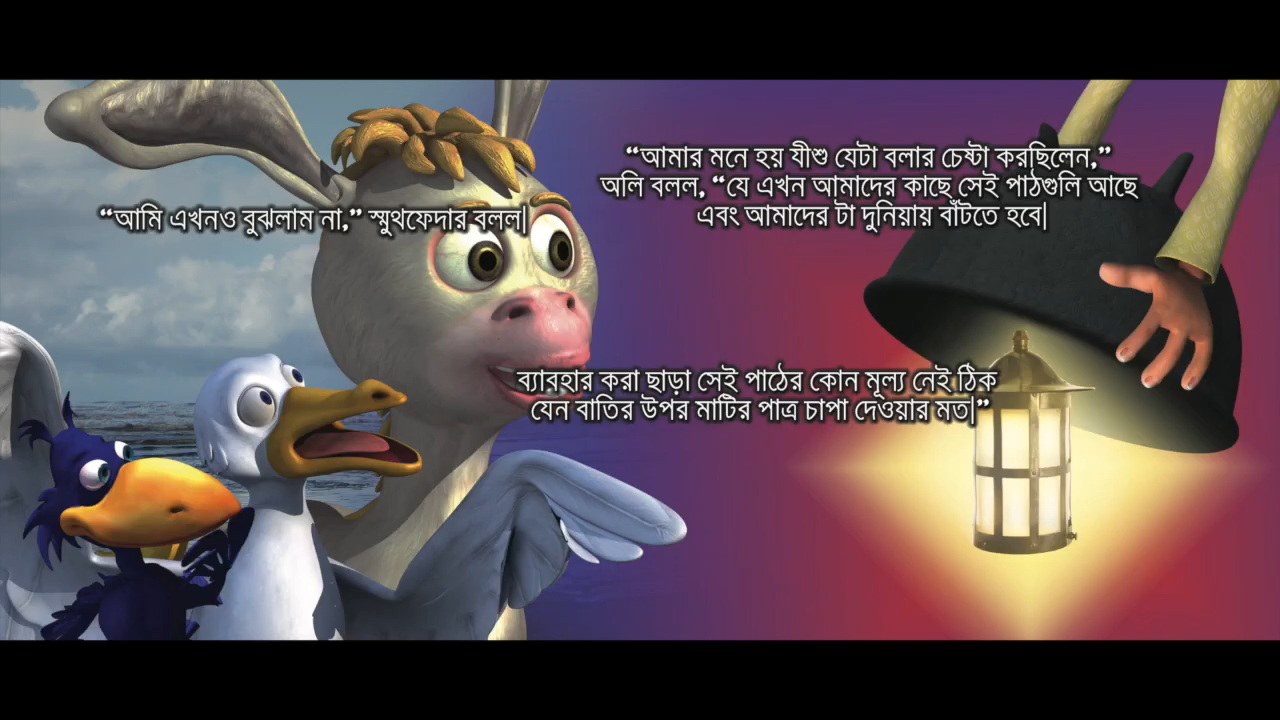 “আমি এখনও বুঝলাম না,” স্মুথফেদার বলল|
“আমার মনে হয় যীশু যেটা বলার চেষ্টা করছিলেন,”
অলি বলল, “যে এখন আমাদের কাছে সেই পাঠগুলি আছে
এবং আমাদের টা দুনিয়ায় বাঁটতে হবে|
ব্যাবহার করা ছাড়া সেই পাঠের কোন মূল্য নেই ঠিক
যেন বাতির উপর মাটির পাত্র চাপা দেওয়ার মত|”